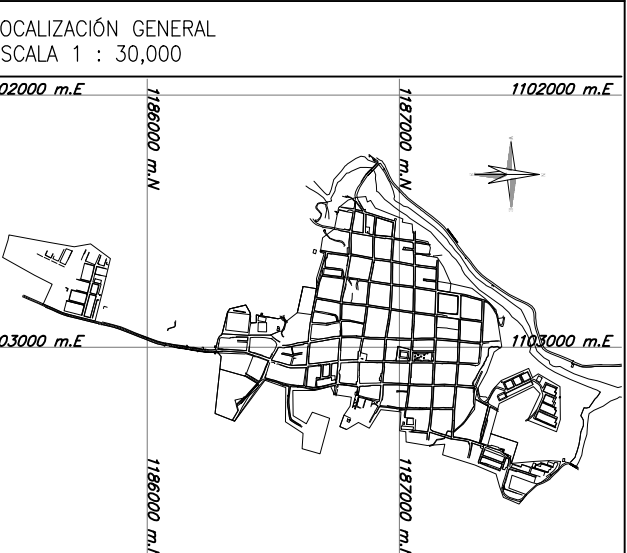 OCALIZACIÓN GENERAL
SCALA 1 : 30,000
02000 m.E
1186000 m.N
1187000 m.N
1102000 m.E
03000 m.E
1103000 m.E
1186000 m.N
1187000 m.N